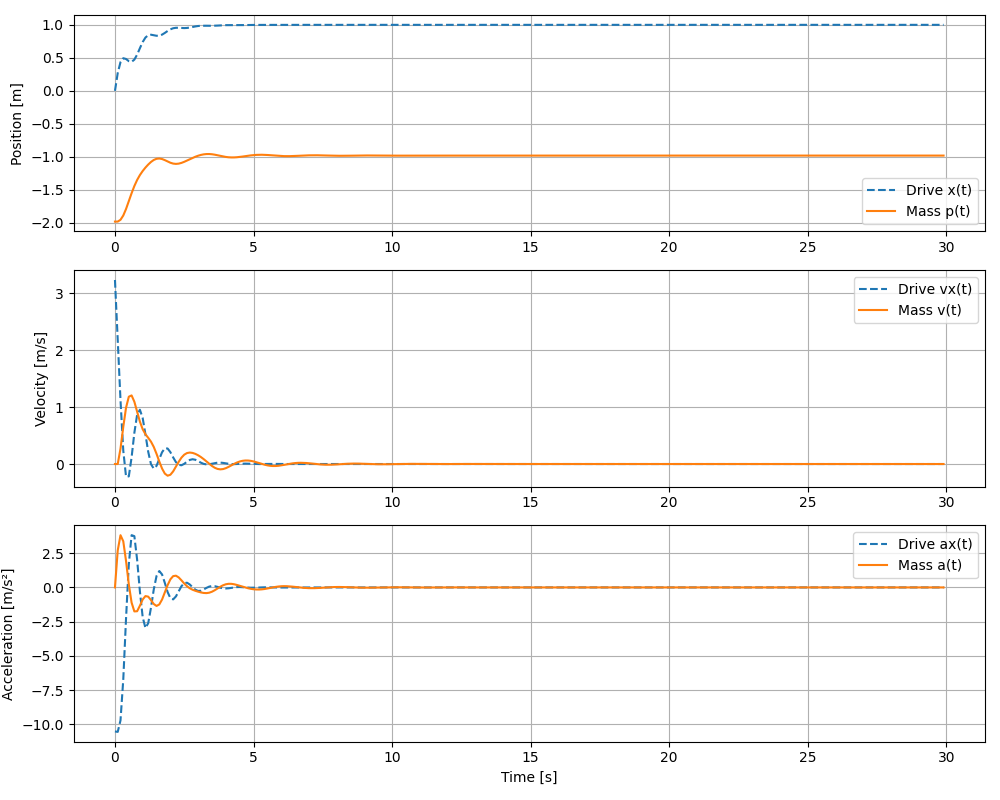 1.0
0.5
0.0
−0.5
−1.0
−1.5
−2.0
Position [m]
Drive x(t)
Mass p(t)
0 5 10 15 20 25 30
3
2
1
0
Velocity [m/s]
Drive vx(t)
Mass v(t)
0 5 10 15 20 25 30
2.5
0.0
−2.5
−5.0
−7.5
−10.0
Acceleration [m/s²]
Drive ax(t)
Mass a(t)
0 5 10 15 20 25 30
Time [s]